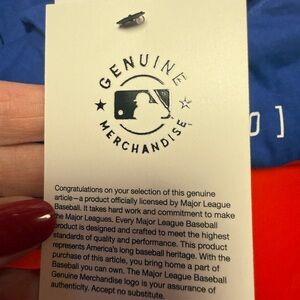 GENUINE
MERCHANDISE
Congratulations on your selection of this genuine
article—a product officially licensed by Major League
Baseball. It takes hard work and commitment to make
the Major Leagues. Every Major League Baseball
product is designed and crafted to meet the highest
standards of quality and performance. This product
represents America's long baseball heritage. With the
purchase of this article, you bring home a part of
Baseball you can own. The Major League Baseball
Genuine Merchandise logo is your assurance of
authenticity. Accept no substitute.